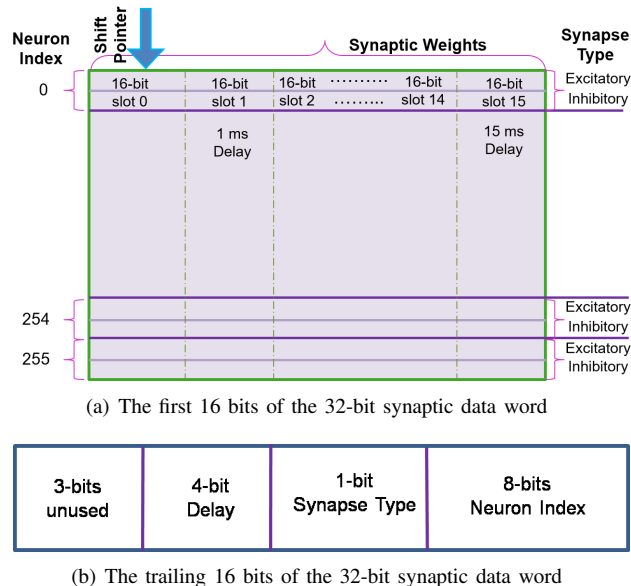 Neuron Index
Shift Pointer
Synaptic Weights
Synapse Type
0
16-bit 16-bit 16-bit ·········· 16-bit 16-bit
slot 0 slot 1 slot 2 ......... slot 14 slot 15
Excitatory
Inhibitory
1 ms Delay
15 ms Delay
254
Excitatory
Inhibitory
255
Excitatory
Inhibitory
(a) The first 16 bits of the 32-bit synaptic data word
3-bits unused
4-bit Delay
1-bit Synapse Type
8-bits Neuron Index
(b) The trailing 16 bits of the 32-bit synaptic data word